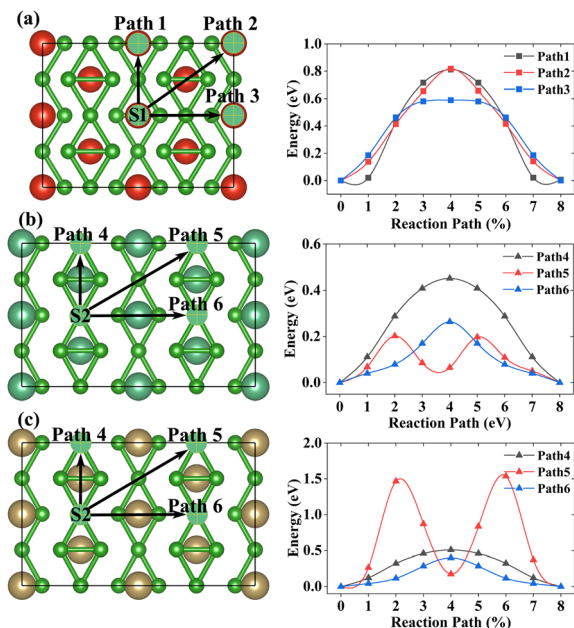 (a)
Path 1
Path 2
Path 3
S1
1.0
0.8
0.6
0.4
0.2
0.0
Energy (eV)
Path1
Path2
Path3
0 1 2 3 4 5 6 7 8
Reaction Path (%)
(b)
Path 4
Path 5
S2
Path 6
0.6
0.4
0.2
0.0
Energy (eV)
Path4
Path5
Path6
0 1 2 3 4 5 6 7 8
Reaction Path (eV)
(c)
Path 4
Path 5
S2
Path 6
2.0
1.5
1.0
0.5
0.0
Energy (eV)
Path4
Path5
Path6
0 1 2 3 4 5 6 7 8
Reaction Path (%)